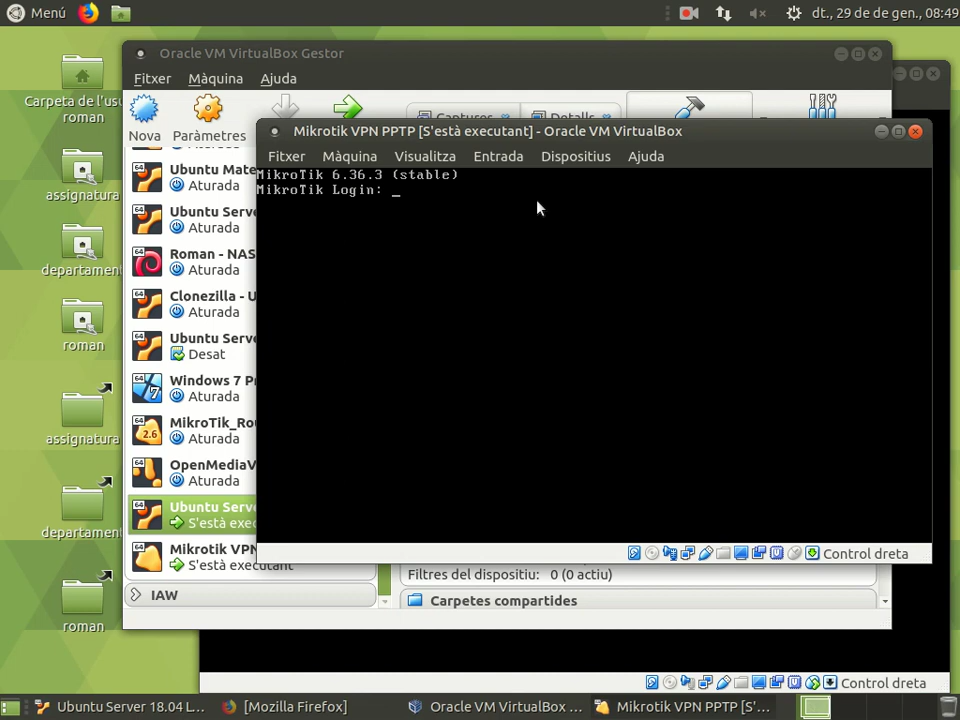 Menú
dt., 29 de de gen., 08:49
Carpeta de l'usu
roman
assignatura
departament
roman
assignatura
departament
roman
Oracle VM VirtualBox Gestor
Fitxer Màquina Ajuda
Nova Paràmetres
Captures Detalls
Ubuntu Mate
Aturada
Ubuntu Serve
Aturada
Roman - NAS
Aturada
Clonezilla - U
Aturada
Ubuntu Serve
Desat
Windows 7 Pr
Aturada
MikroTik_Rou
Aturada
OpenMediaV
Aturada
Ubuntu Serve
S'està exec
Mikrotik VPN
S'està executant
IAW
Filtres del dispositiu: 0 (0 actiu)
Carpetes compartides
Mikrotik VPN PPTP [S'està executant] - Oracle VM VirtualBox
Fitxer Màquina Visualitza Entrada Dispositius Ajuda
MikroTik 6.36.3 (stable)
MikroTik Login: _
Control dreta
Control dreta
Ubuntu Server 18.04 L...
[Mozilla Firefox]
Oracle VM VirtualBox ...
Mikrotik VPN PPTP [S'...